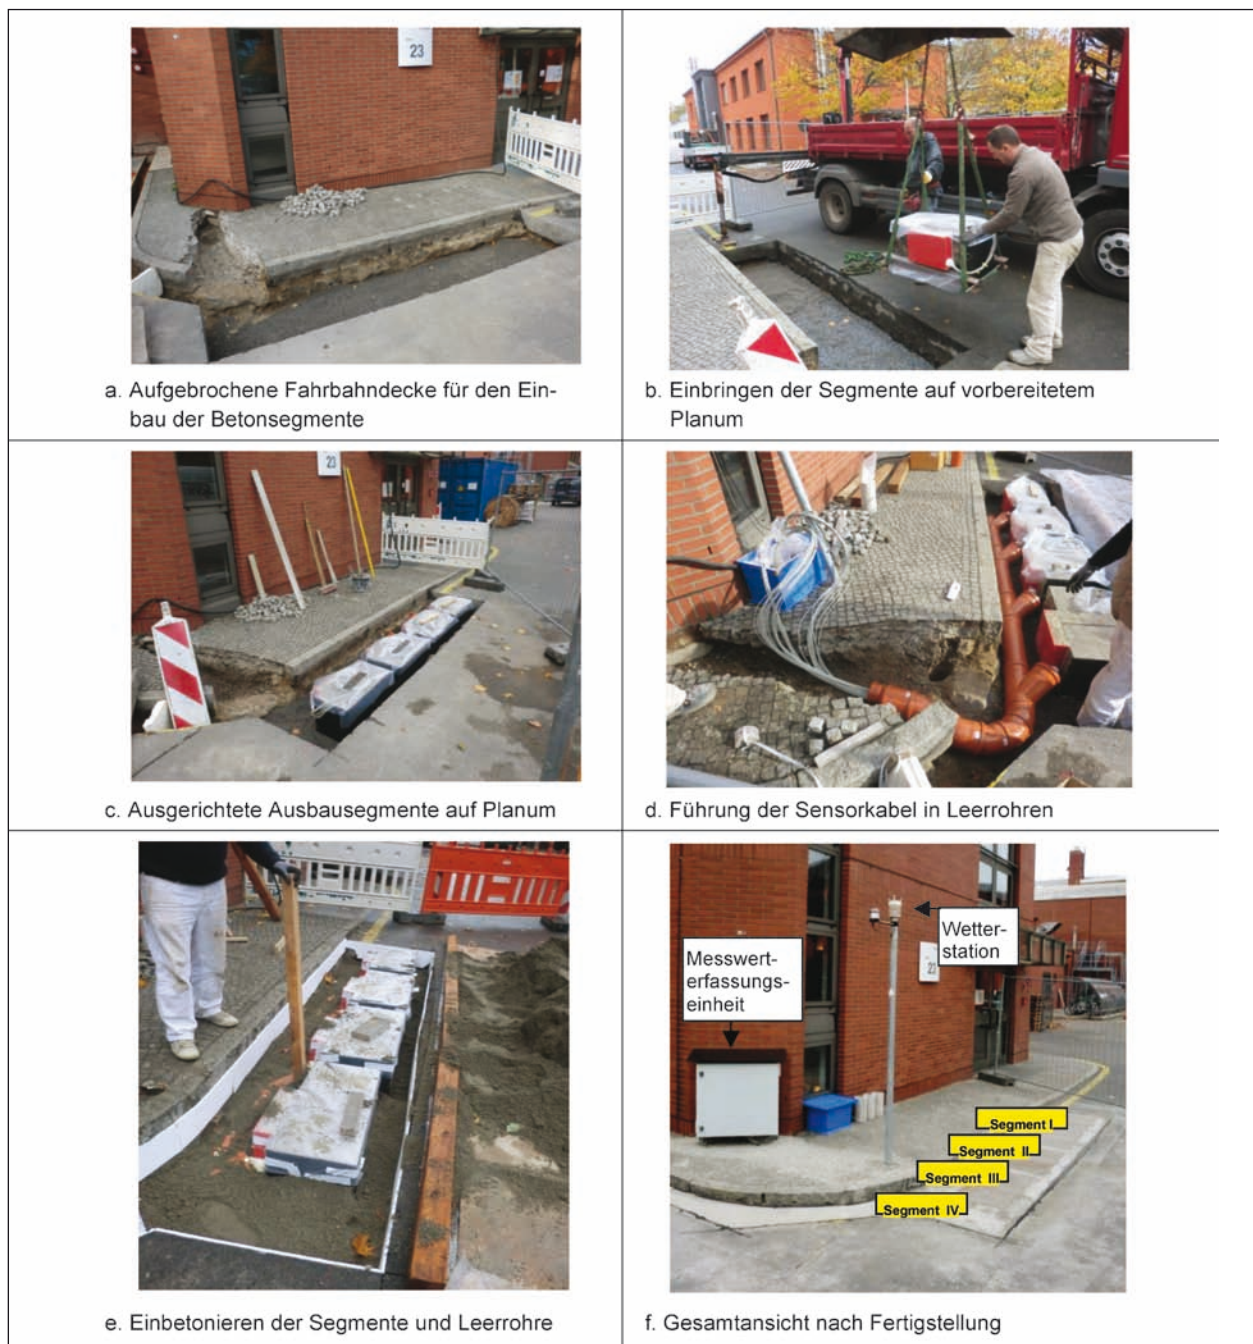 23
a. Aufgebrochene Fahrbahndecke für den Ein-
bau der Betonsegmente
b. Einbringen der Segmente auf vorbereitetem
Planum
23
c. Ausgerichtete Ausbausegmente auf Planum
d. Führung der Sensorkabel in Leerrohren
e. Einbetonieren der Segmente und Leerrohre
Messwert-
erfassungs-
einheit
Wetter-
station
23
Segment I
Segment II
Segment III
Segment IV
f. Gesamtansicht nach Fertigstellung